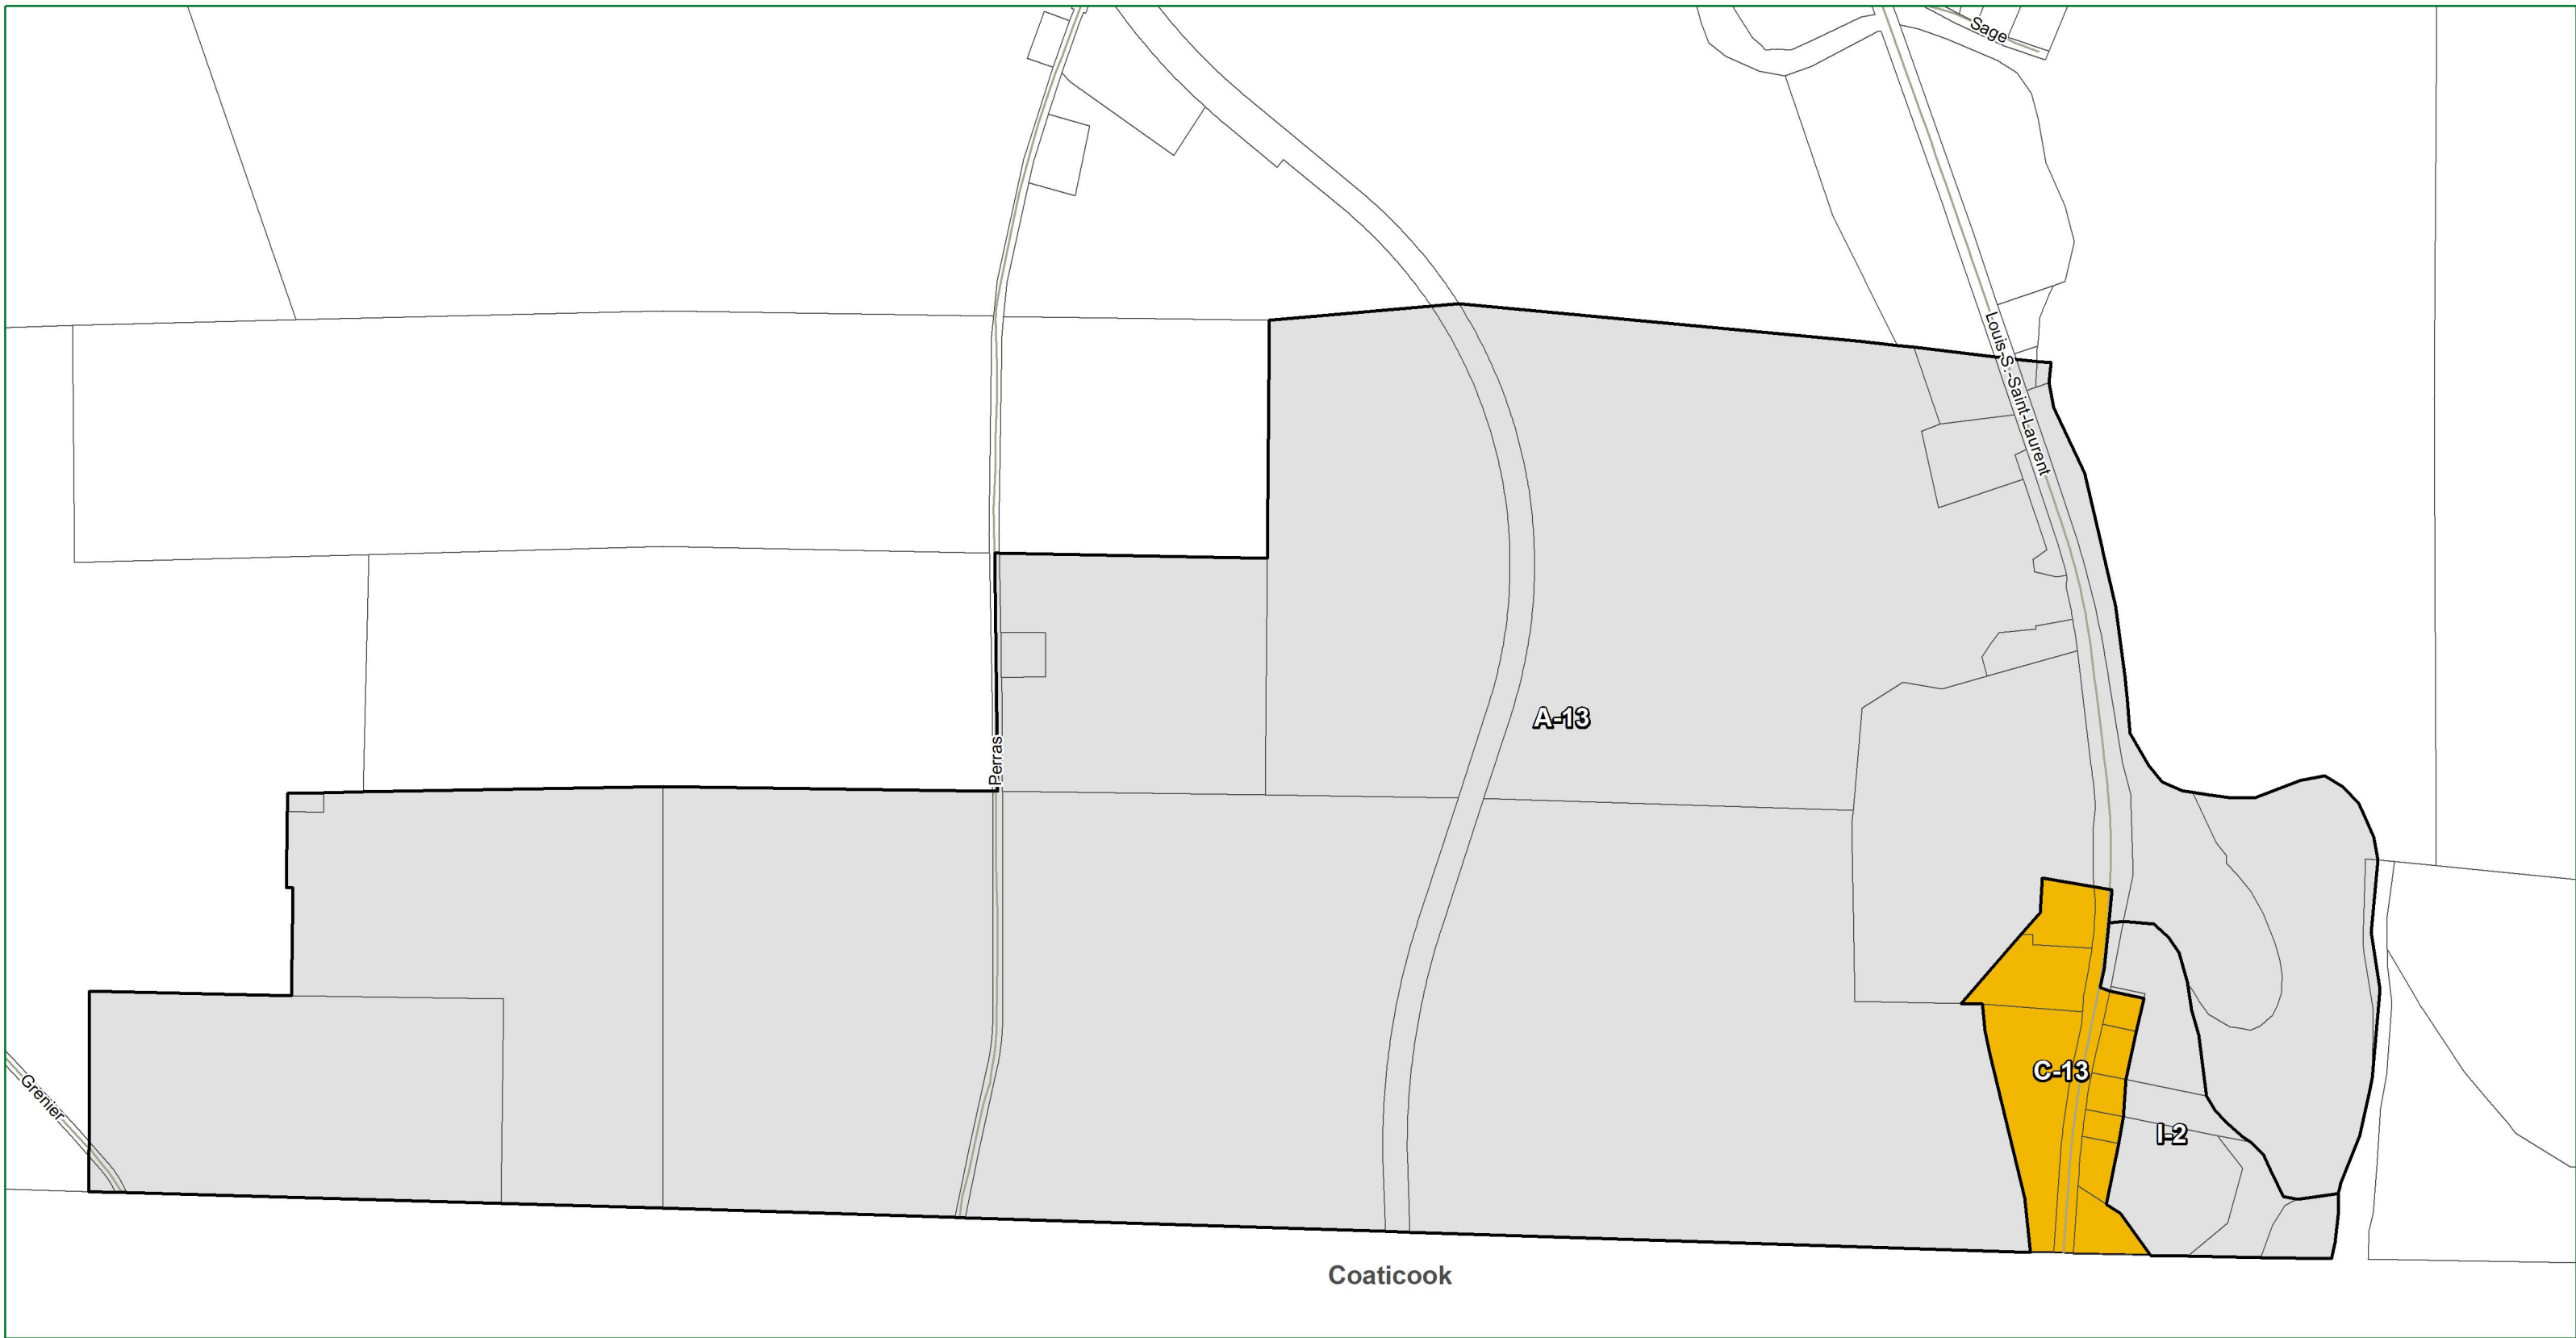 Sage
Louis-S.-Saint-Laurent
A-13
Perras
C-13
Grenier
I-2
Coaticook